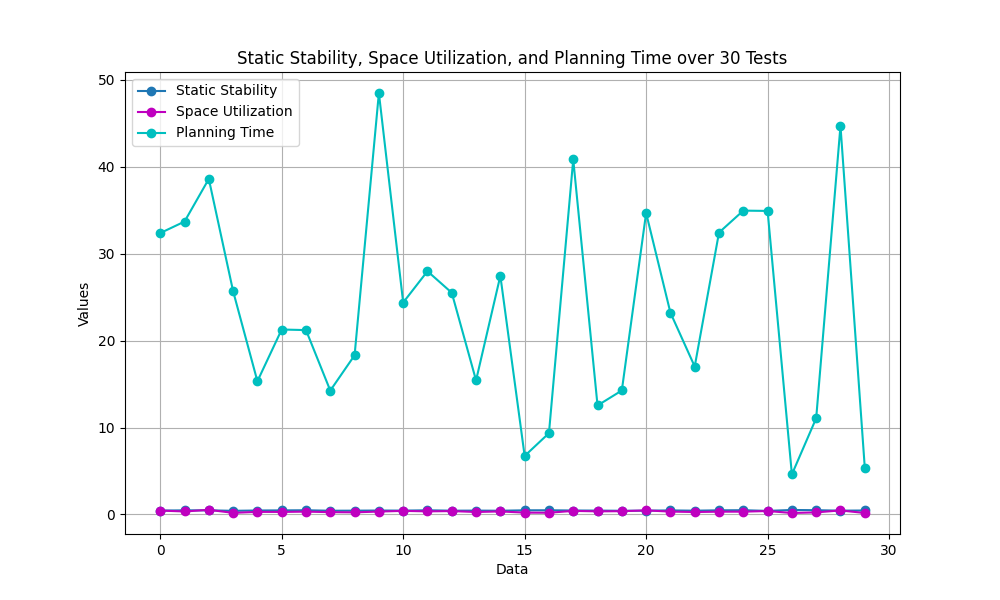 Static Stability, Space Utilization, and Planning Time over 30 Tests
Static Stability
Space Utilization
Planning Time
50
40
30
20
10
0
Values
0 5 10 15 20 25 30
Data